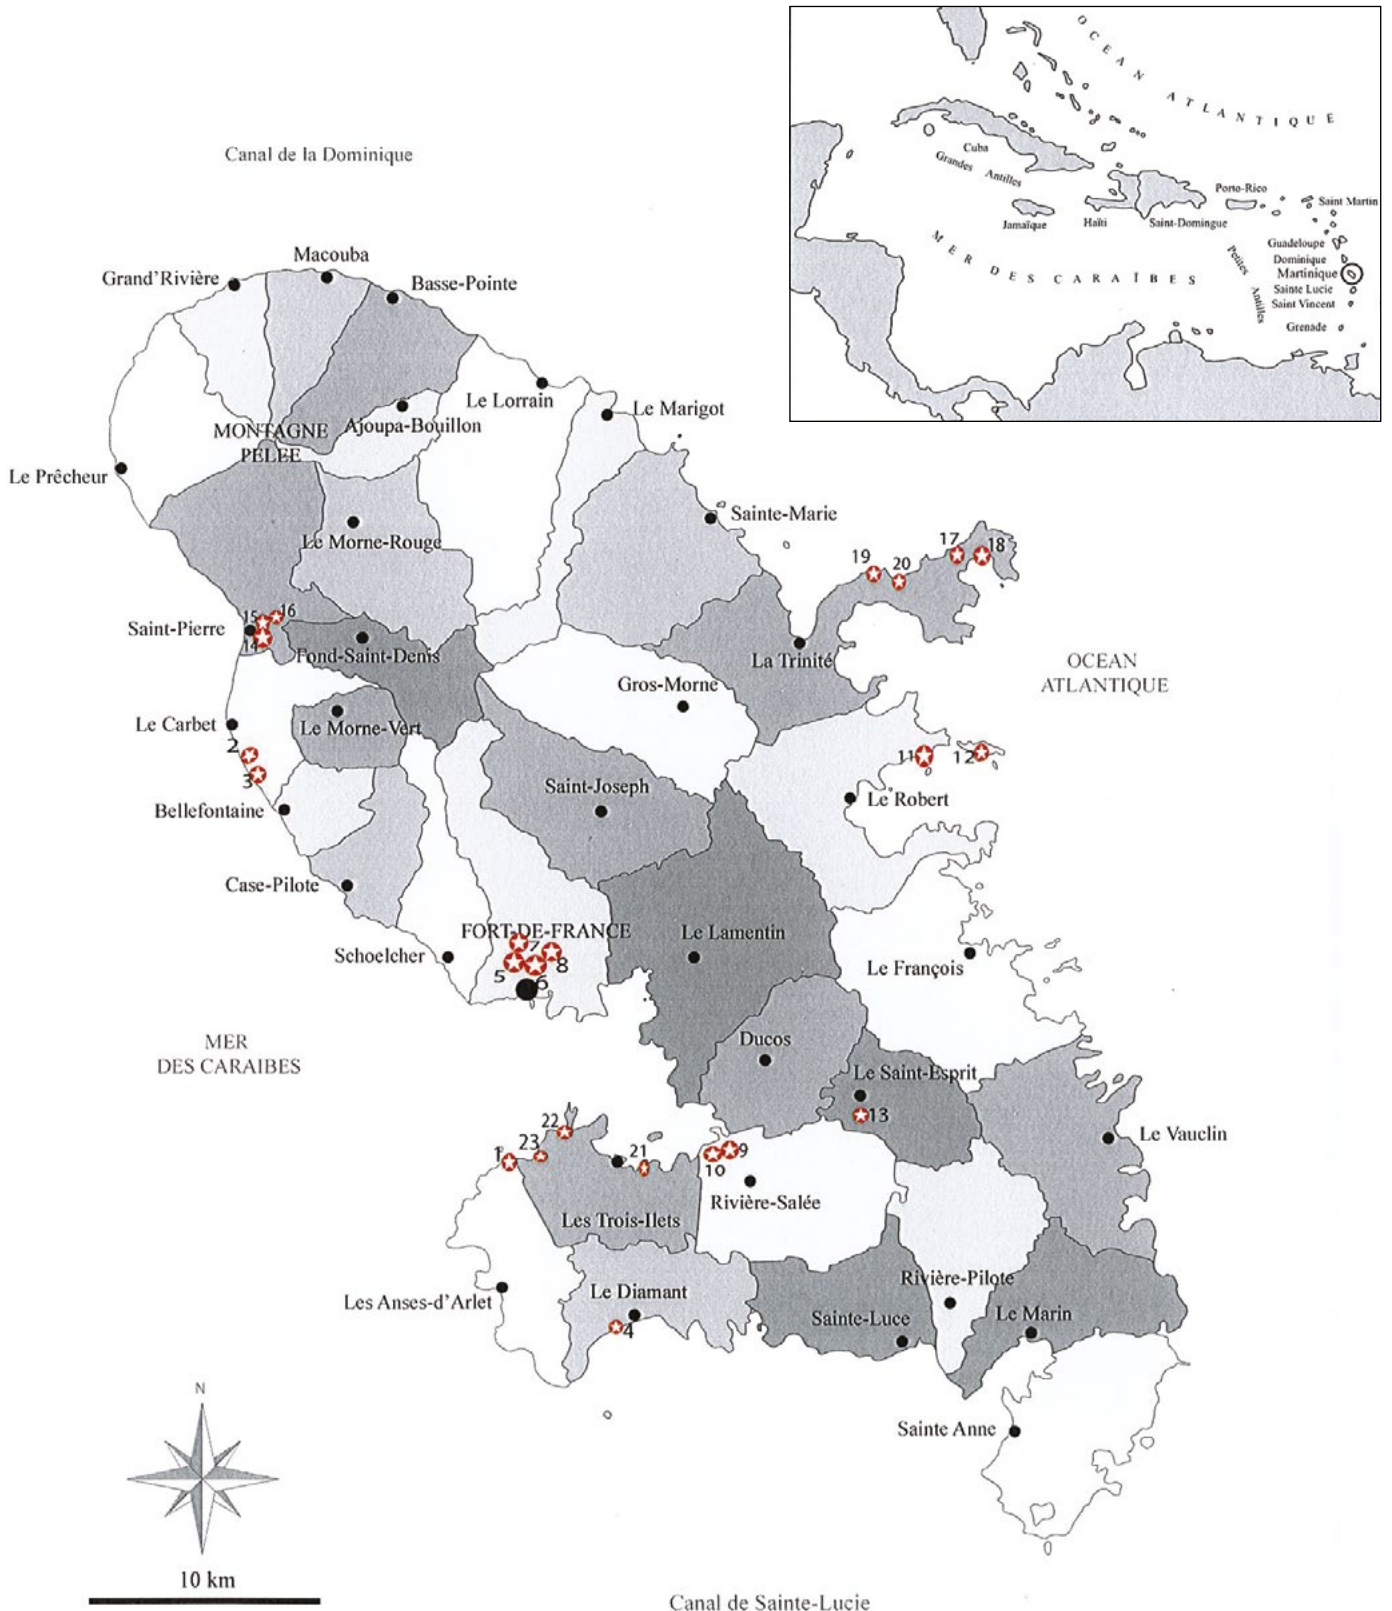 OCEAN ATLANTIQUE
Cuba
Grandes Antilles
Porto-Rico
Saint Martin
Jamaïque
Haïti
Saint-Domingue
MER DES CARAÏBES
Petites Antilles
Guadeloupe
Dominique
Martinique
Sainte Lucie
Saint Vincent
Grenade
Canal de la Dominique
Macouba
Grand'Rivière
Basse-Pointe
Le Lorrain
Le Marigot
Ajoupa-Bouillon
MONTAGNE
PELEE
Le Prêcheur
Sainte-Marie
Le Morne-Rouge
17
18
19
20
15
16
Saint-Pierre
14
Fond-Saint-Denis
La Trinité
OCEAN
ATLANTIQUE
Gros-Morne
Le Carbet
Le Morne-Vert
2
11
12
3
Saint-Joseph
Le Robert
Bellefontaine
Case-Pilote
FORT-DE-FRANCE
Le Lamentin
7
Schoelcher
5
8
6
Le François
MER
DES CARAIBES
Ducos
Le Saint-Esprit
13
22
Le Vauclin
23
1
21
9
10
Rivière-Salée
Les Trois-Ilets
Rivière-Pilote
Le Diamant
Les Anses-d'Arlet
Sainte-Luce
Le Marin
4
N
Sainte Anne
10 km
Canal de Sainte-Lucie